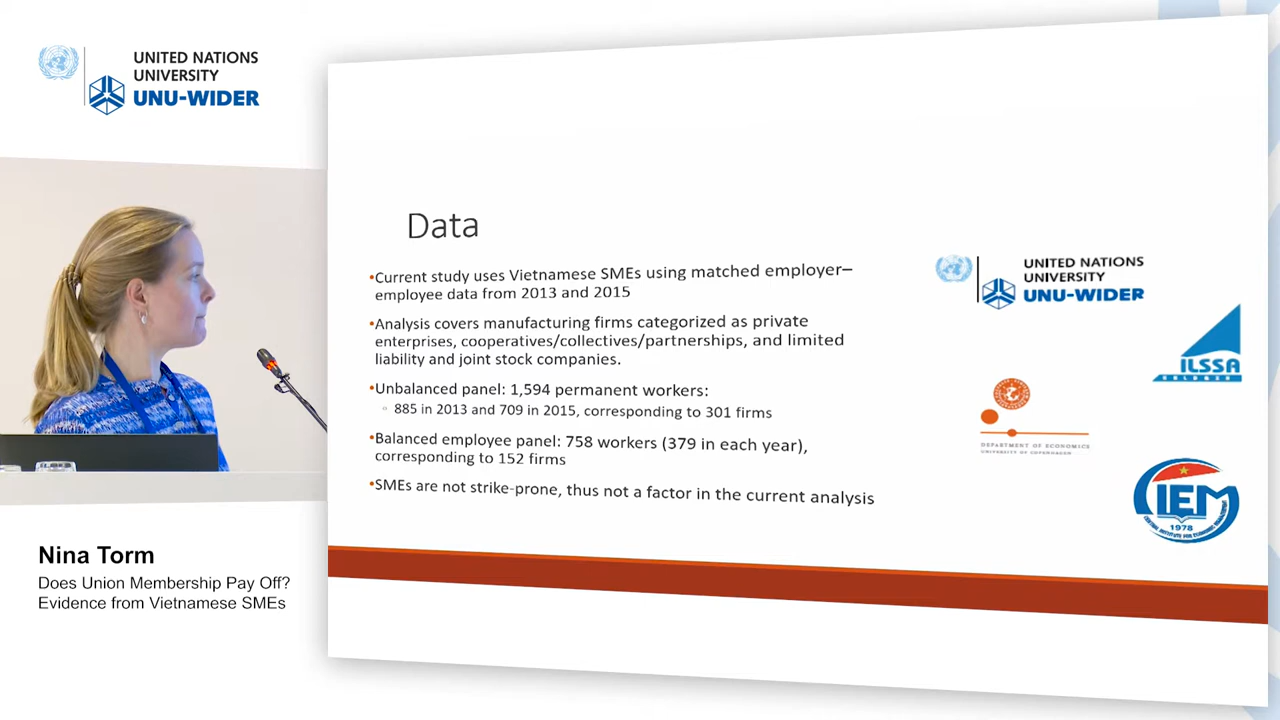 UNITED NATIONS
UNIVERSITY
UNU-WIDER
Data
•Current study uses Vietnamese SMEs using matched employer–
employee data from 2013 and 2015
•Analysis covers manufacturing firms categorized as private
enterprises, cooperatives/collectives/partnerships, and limited
liability and joint stock companies.
•Unbalanced panel: 1,594 permanent workers:
◦ 885 in 2013 and 709 in 2015, corresponding to 301 firms
•Balanced employee panel: 758 workers (379 in each year),
corresponding to 152 firms
•SMEs are not strike-prone, thus not a factor in the current analysis
UNITED NATIONS
UNIVERSITY
UNU-WIDER
ILSSA
DEPARTMENT OF ECONOMICS
UNIVERSITY OF COPENHAGEN
CIEM
1978
Nina Torm
Does Union Membership Pay Off?
Evidence from Vietnamese SMEs